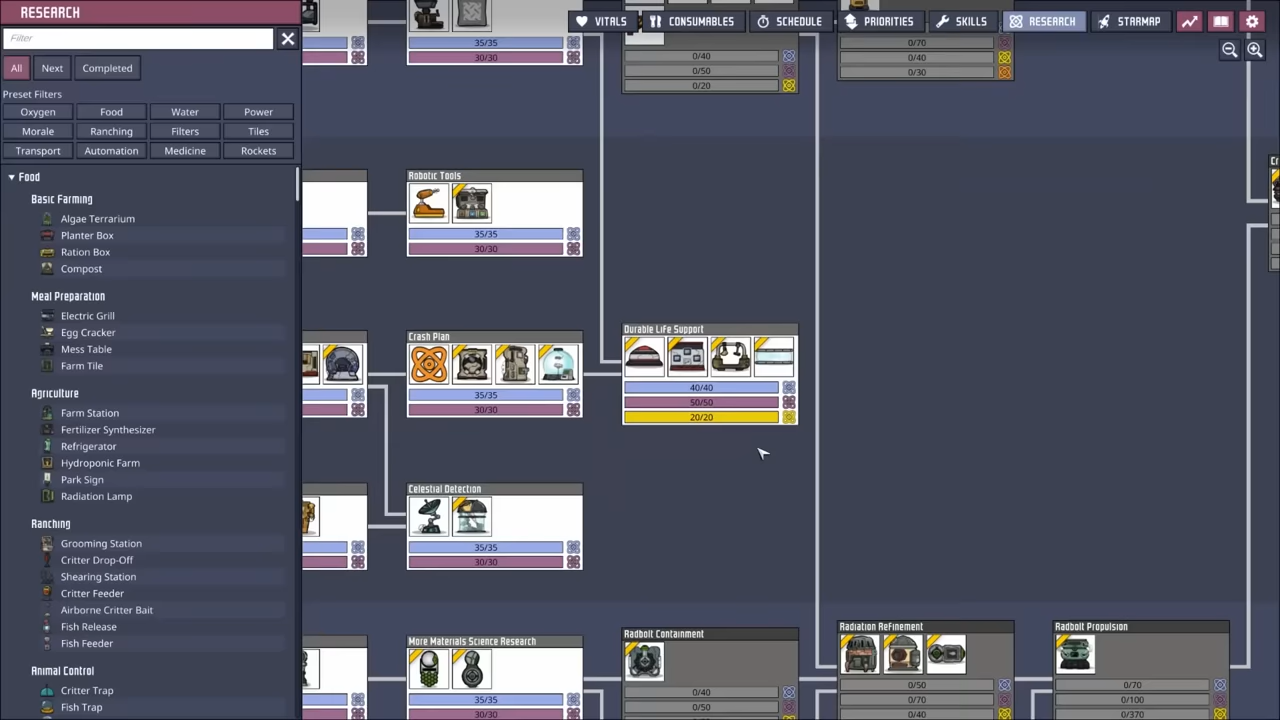 RESEARCH
VITALS CONSUMABLES SCHEDULE PRIORITIES SKILLS RESEARCH STARMAP
Filter
All Next Completed
Preset Filters
Oxygen Food Water Power
Morale Ranching Filters Tiles
Transport Automation Medicine Rockets
Food
Basic Farming
Algae Terrarium
Planter Box
Ration Box
Compost
Meal Preparation
Electric Grill
Egg Cracker
Mess Table
Farm Tile
Agriculture
Farm Station
Fertilizer Synthesizer
Refrigerator
Hydroponic Farm
Park Sign
Radiation Lamp
Ranching
Grooming Station
Critter Drop-Off
Shearing Station
Critter Feeder
Airborne Critter Bait
Fish Release
Fish Feeder
Animal Control
Critter Trap
Fish Trap
35/35
30/30
0/40
0/50
0/20
0/70
0/40
0/30
Robotic Tools
35/35
30/30
Crash Plan
35/35
30/30
Durable Life Support
40/40
50/50
20/20
Celestial Detection
35/35
30/30
More Materials Science Research
35/35
30/30
Radbolt Containment
0/40
0/50
Radiation Refinement
0/50
0/70
0/40
Radbolt Propulsion
0/70
0/100
0/370